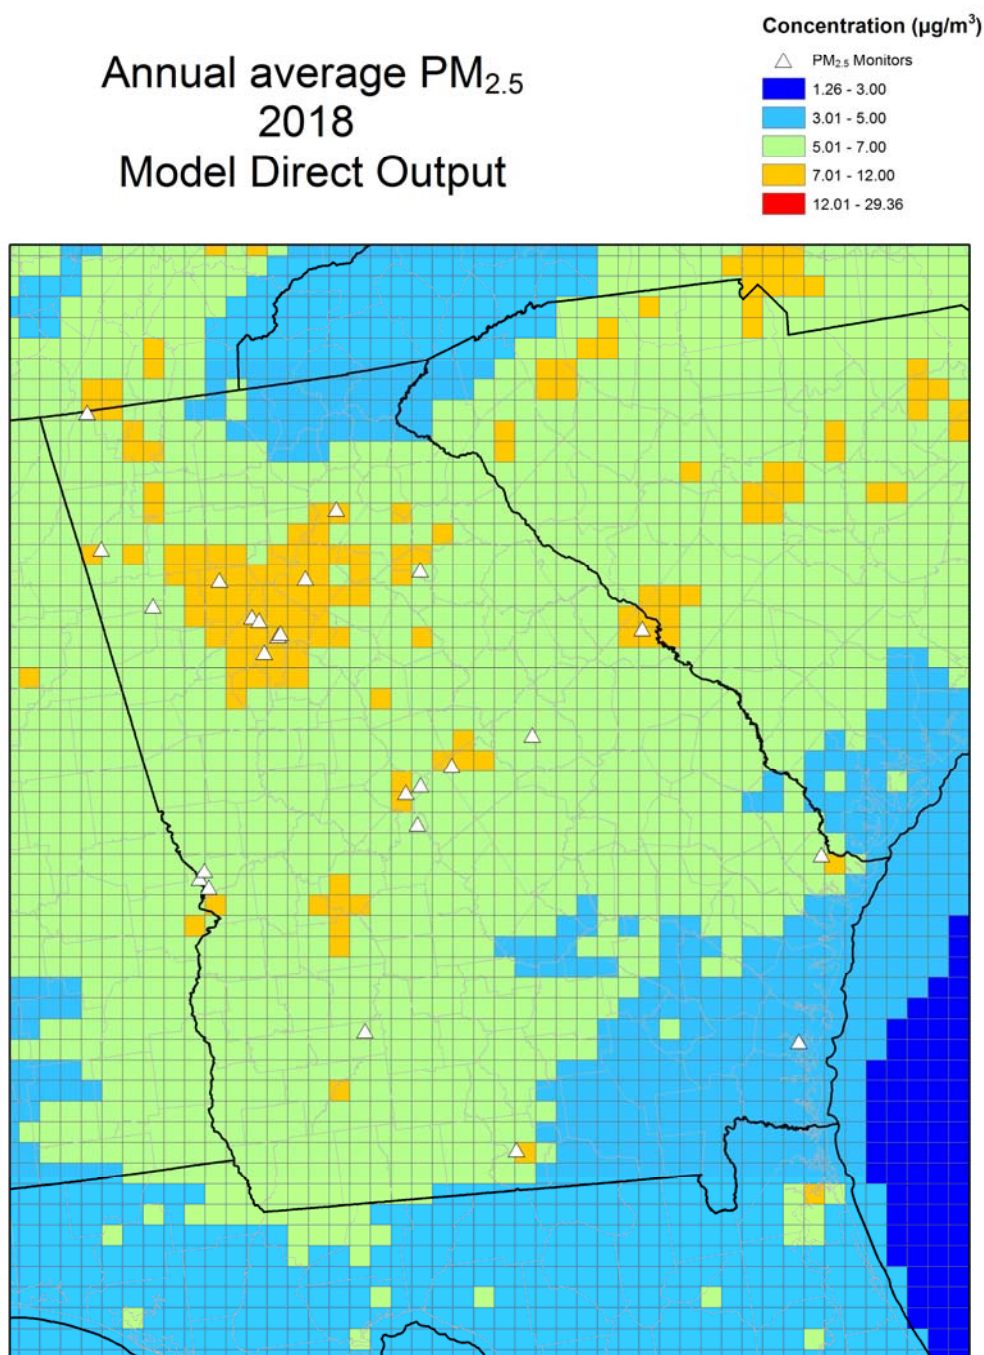 Annual average PM2.5
2018
Model Direct Output
Concentration (µg/m³)
PM2.5 Monitors
1.26 - 3.00
3.01 - 5.00
5.01 - 7.00
7.01 - 12.00
12.01 - 29.36